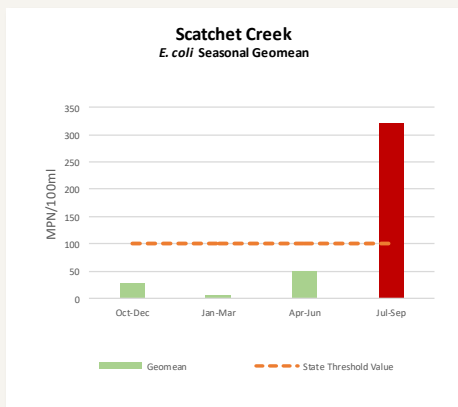 Scatchet Creek
E. coli Seasonal Geomean
MPN/100ml
350
300
250
200
150
100
50
0
Oct-Dec Jan-Mar Apr-Jun Jul-Sep
Geomean State Threshold Value